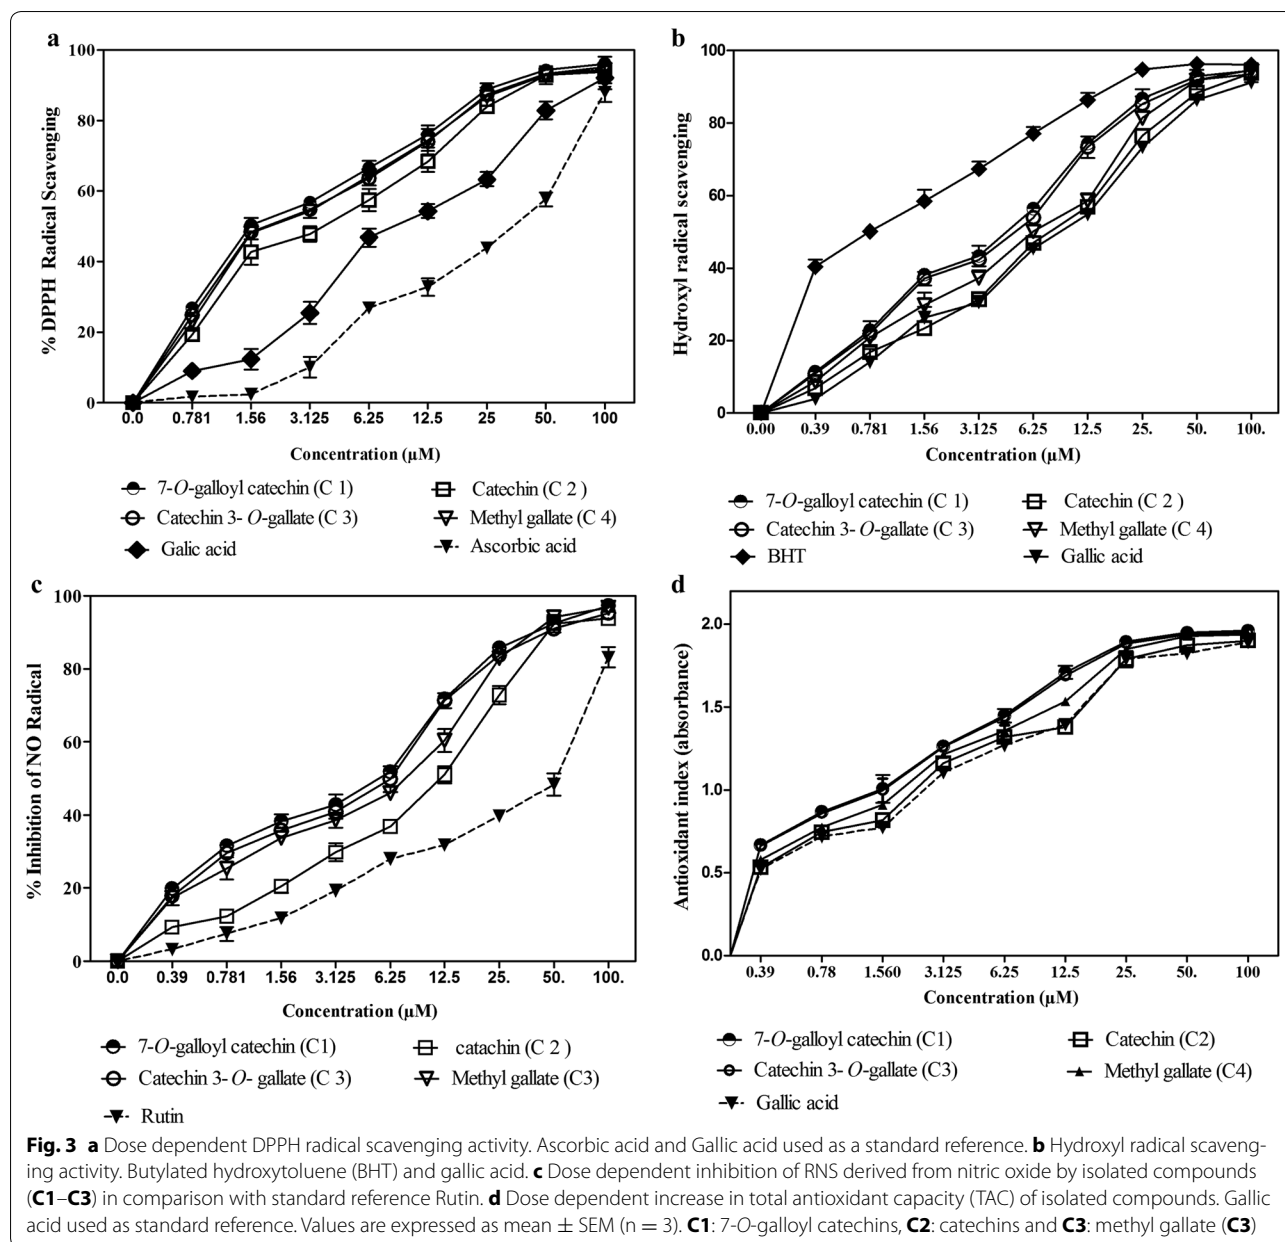 a
100
80
60
40
20
0
% DPPH Radical Scavenging
0.0 0.781 1.56 3.125 6.25 12.5 25 50. 100
Concentration (µM)
7-O-galloyl catechin (C 1)
Catechin (C 2 )
Catechin 3- O-gallate (C 3)
Methyl gallate (C 4)
Galic acid
Ascorbic acid
b
100
80
60
40
20
0
Hydroxyl radical scavenging
0.00 0.39 0.781 1.56 3.125 6.25 12.5 25. 50. 100.
Concentration (µM)
7-O-galloyl catechin (C 1)
Catechin (C 2 )
Catechin 3-O-gallate (C 3)
Methyl gallate (C 4)
BHT
Gallic acid
c
100
80
60
40
20
0
% Inhibition of NO Radical
0.0 0.39 0.781 1.56 3.125 6.25 12.5 25. 50. 100.
Concentration (µM)
7-O-galloyl catechin (C1)
catachin (C 2 )
Catechin 3- O- gallate (C 3)
Methyl gallate (C3)
Rutin
d
2.0
1.5
1.0
0.5
0.0
Antioxidant index (absorbance)
0.39 0.78 1.560 3.125 6.25 12.5 25. 50. 100
Concentration (µM)
7-O-galloyl catechin (C1)
Catechin (C2)
Catechin 3- O-gallate (C3)
Methyl gallate (C4)
Gallic acid
Fig. 3 a Dose dependent DPPH radical scavenging activity. Ascorbic acid and Gallic acid used as a standard reference. b Hydroxyl radical scaveng-
ing activity. Butylated hydroxytoluene (BHT) and gallic acid. c Dose dependent inhibition of RNS derived from nitric oxide by isolated compounds
(C1–C3) in comparison with standard reference Rutin. d Dose dependent increase in total antioxidant capacity (TAC) of isolated compounds. Gallic
acid used as standard reference. Values are expressed as mean ± SEM (n = 3). C1: 7-O-galloyl catechins, C2: catechins and C3: methyl gallate (C3)